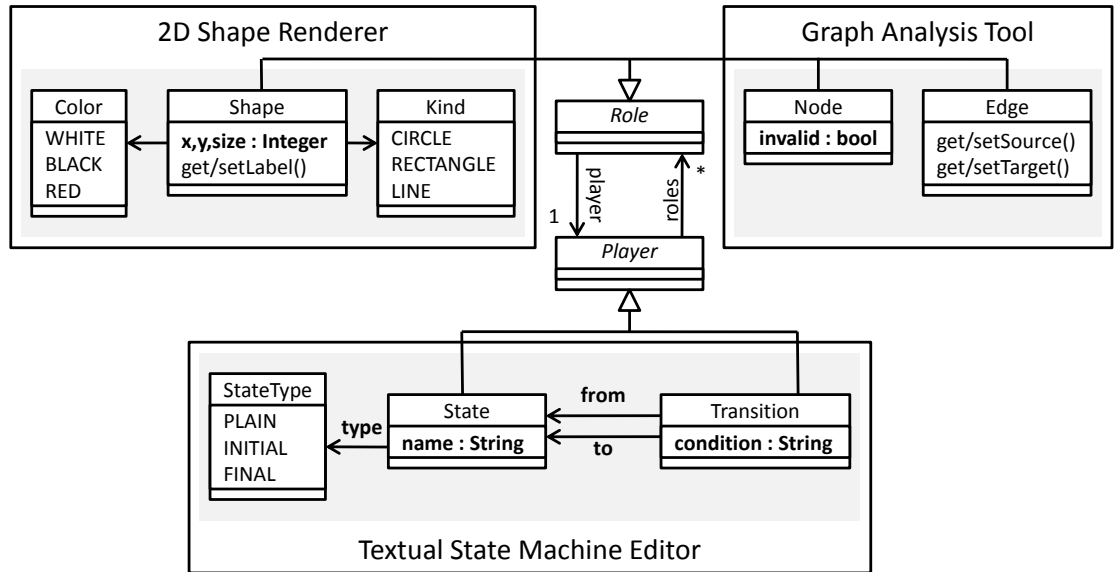 2D Shape Renderer
Color
WHITE
BLACK
RED
Shape
x,y,size : Integer
get/setLabel()
Kind
CIRCLE
RECTANGLE
LINE
Role
player
1
roles
*
Player
Graph Analysis Tool
Node
invalid : bool
Edge
get/setSource()
get/setTarget()
StateType
PLAIN
INITIAL
FINAL
type
State
name : String
from
to
Transition
condition : String
Textual State Machine Editor